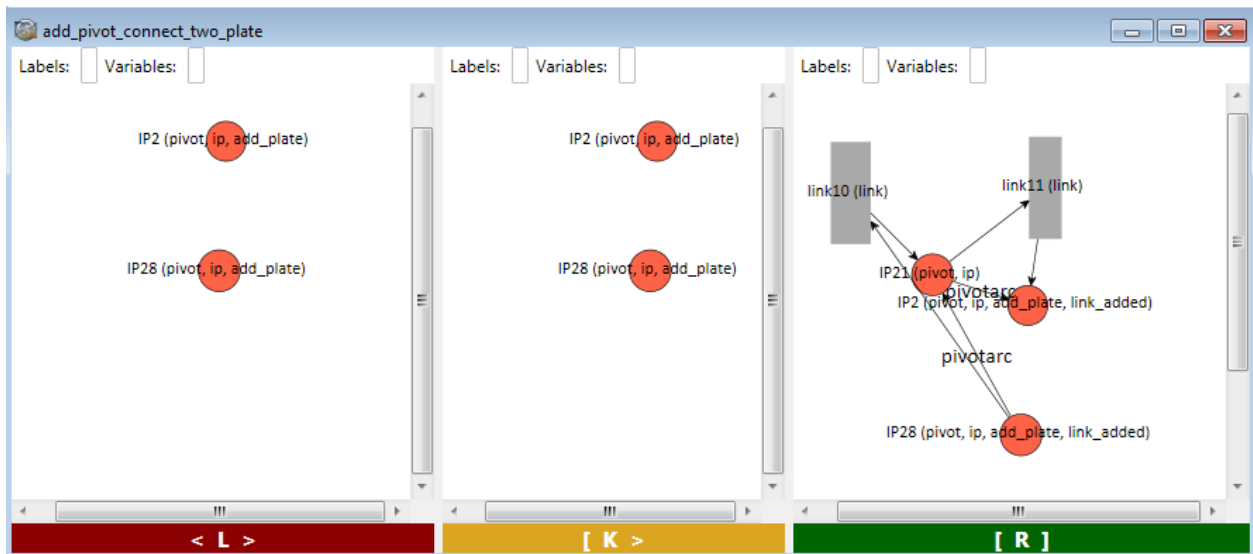 add_pivot_connect_two_plate
Labels: Variables:
IP2 (pivot, ip, add_plate)
IP28 (pivot, ip, add_plate)
< L >
Labels: Variables:
IP2 (pivot, ip, add_plate)
IP28 (pivot, ip, add_plate)
[ K >
Labels: Variables:
link10 (link)
link11 (link)
IP21 (pivot, ip)
pivotarc
IP2 (pivot, ip, add_plate, link_added)
pivotarc
IP28 (pivot, ip, add_plate, link_added)
[ R ]